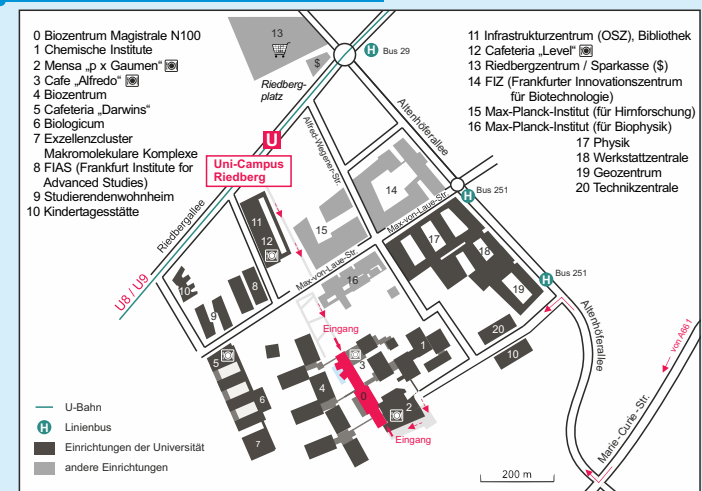 0 Biozentrum Magistrale N100
1 Chemische Institute
2 Mensa „p x Gaumen“
3 Cafe „Alfredo“
4 Biozentrum
5 Cafeteria „Darwins“
6 Biologicum
7 Exzellenzcluster
Makromolekulare Komplexe
8 FIAS (Frankfurt Institute for
Advanced Studies)
9 Studierendenwohnheim
10 Kindertagesstätte
11 Infrastrukturzentrum (OSZ), Bibliothek
12 Cafeteria „Level“
13 Riedbergzentrum / Sparkasse ($)
14 FIZ (Frankfurter Innovationszentrum
für Biotechnologie)
15 Max-Planck-Institut (für Hirnforschung)
16 Max-Planck-Institut (für Biophysik)
17 Physik
18 Werkstattzentrale
19 Geozentrum
20 Technikzentrale
13
$
H
Bus 29
Riedberg-
platz
U
Uni-Campus
Riedberg
Alfred-Wegener-Str.
Altenhöferallee
14
Bus 251
H
Max-von-Laue-Str.
11
12
15
17
18
19
Riedbergallee
U8 / U9
Max-von-Laue-Str.
16
H
Bus 251
10
9
8
Altenhöferallee
Eingang
20
10
1
3
5
4
0
6
2
7
Eingang
von A661
Marie-Curie-Str.
U-Bahn
H Linienbus
Einrichtungen der Universität
andere Einrichtungen
200 m